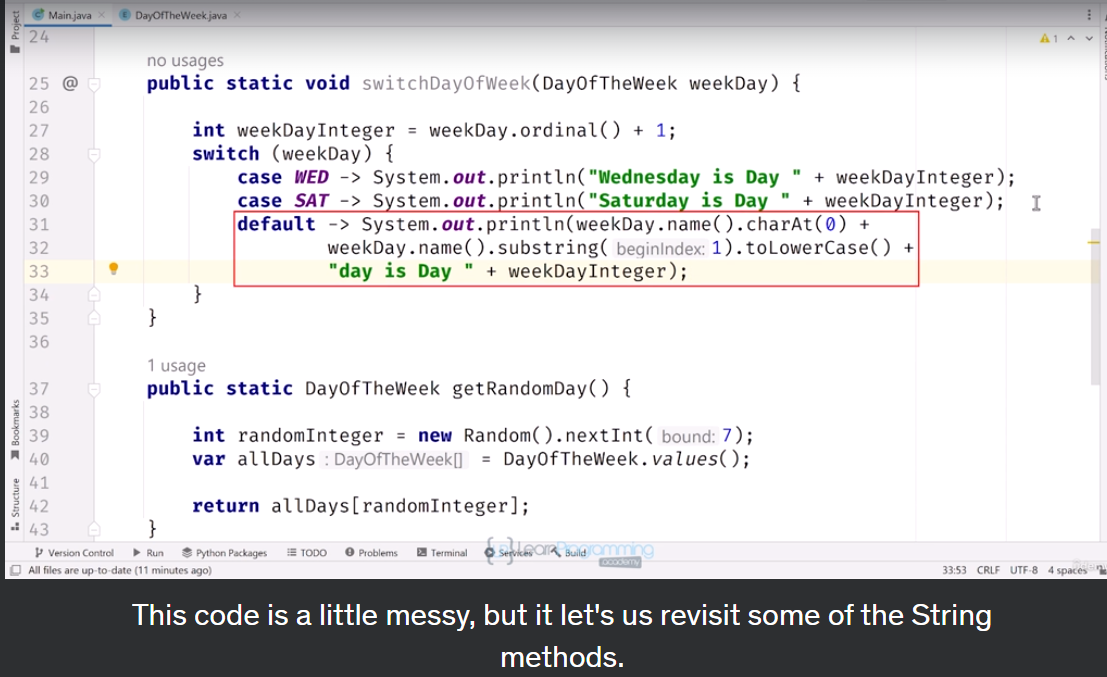 Project
Main.java
DayOfTheWeek.java
24
1
no usages
25 @ public static void switchDayOfWeek(DayOfTheWeek weekDay) {
26
27 int weekDayInteger = weekDay.ordinal() + 1;
28 switch (weekDay) {
29 case WED -> System.out.println("Wednesday is Day " + weekDayInteger);
30 case SAT -> System.out.println("Saturday is Day " + weekDayInteger);
31 default -> System.out.println(weekDay.name().charAt(0) +
32 weekDay.name().substring( beginIndex: 1).toLowerCase() +
33 "day is Day " + weekDayInteger);
34 }
35 }
36
1 usage
37 public static DayOfTheWeek getRandomDay() {
38
39 int randomInteger = new Random().nextInt( bound: 7);
40 var allDays : DayOfTheWeek[] = DayOfTheWeek.values();
41
42 return allDays[randomInteger];
43 }
Bookmarks
Structure
Version Control Run Python Packages TODO Problems Terminal Services Build
LearnProgramming
academy
All files are up-to-date (11 minutes ago) 33:53 CRLF UTF-8 4 spaces
This code is a little messy, but it let's us revisit some of the String
methods.